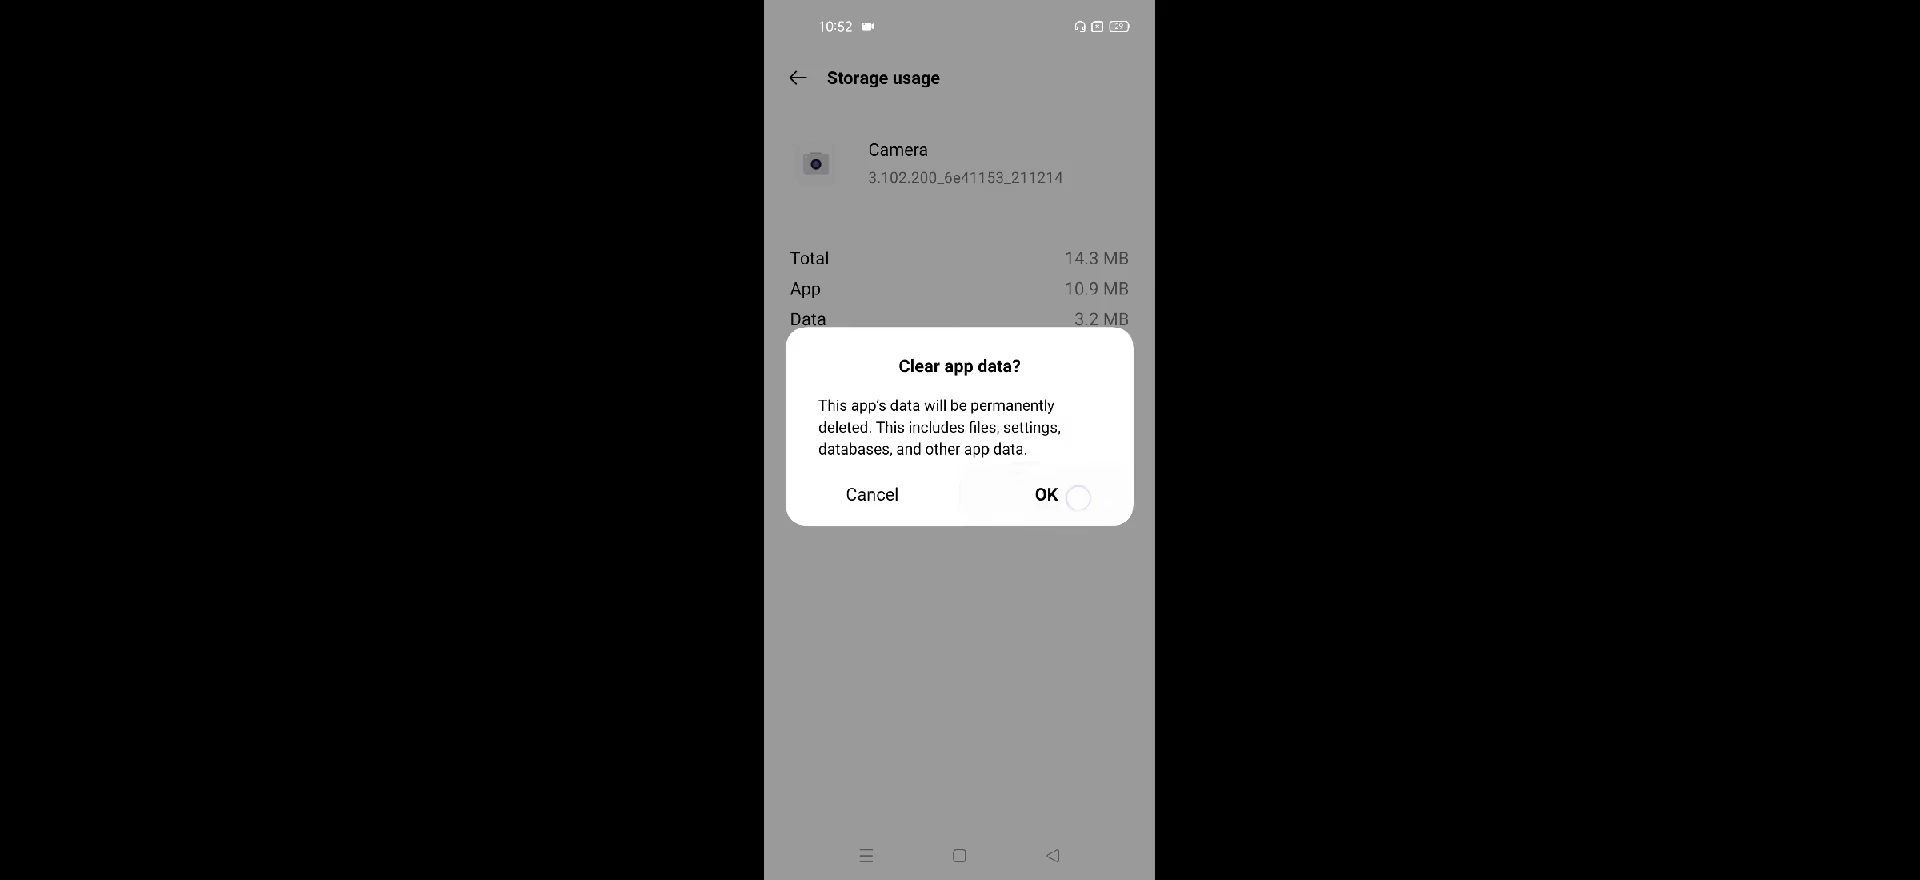 10:52
29
Storage usage
Camera
3.102.200_6e41153_211214
Total 14.3 MB
App 10.9 MB
Data 3.2 MB
Clear app data?
This app's data will be permanently
deleted. This includes files, settings,
databases, and other app data.
Cancel OK